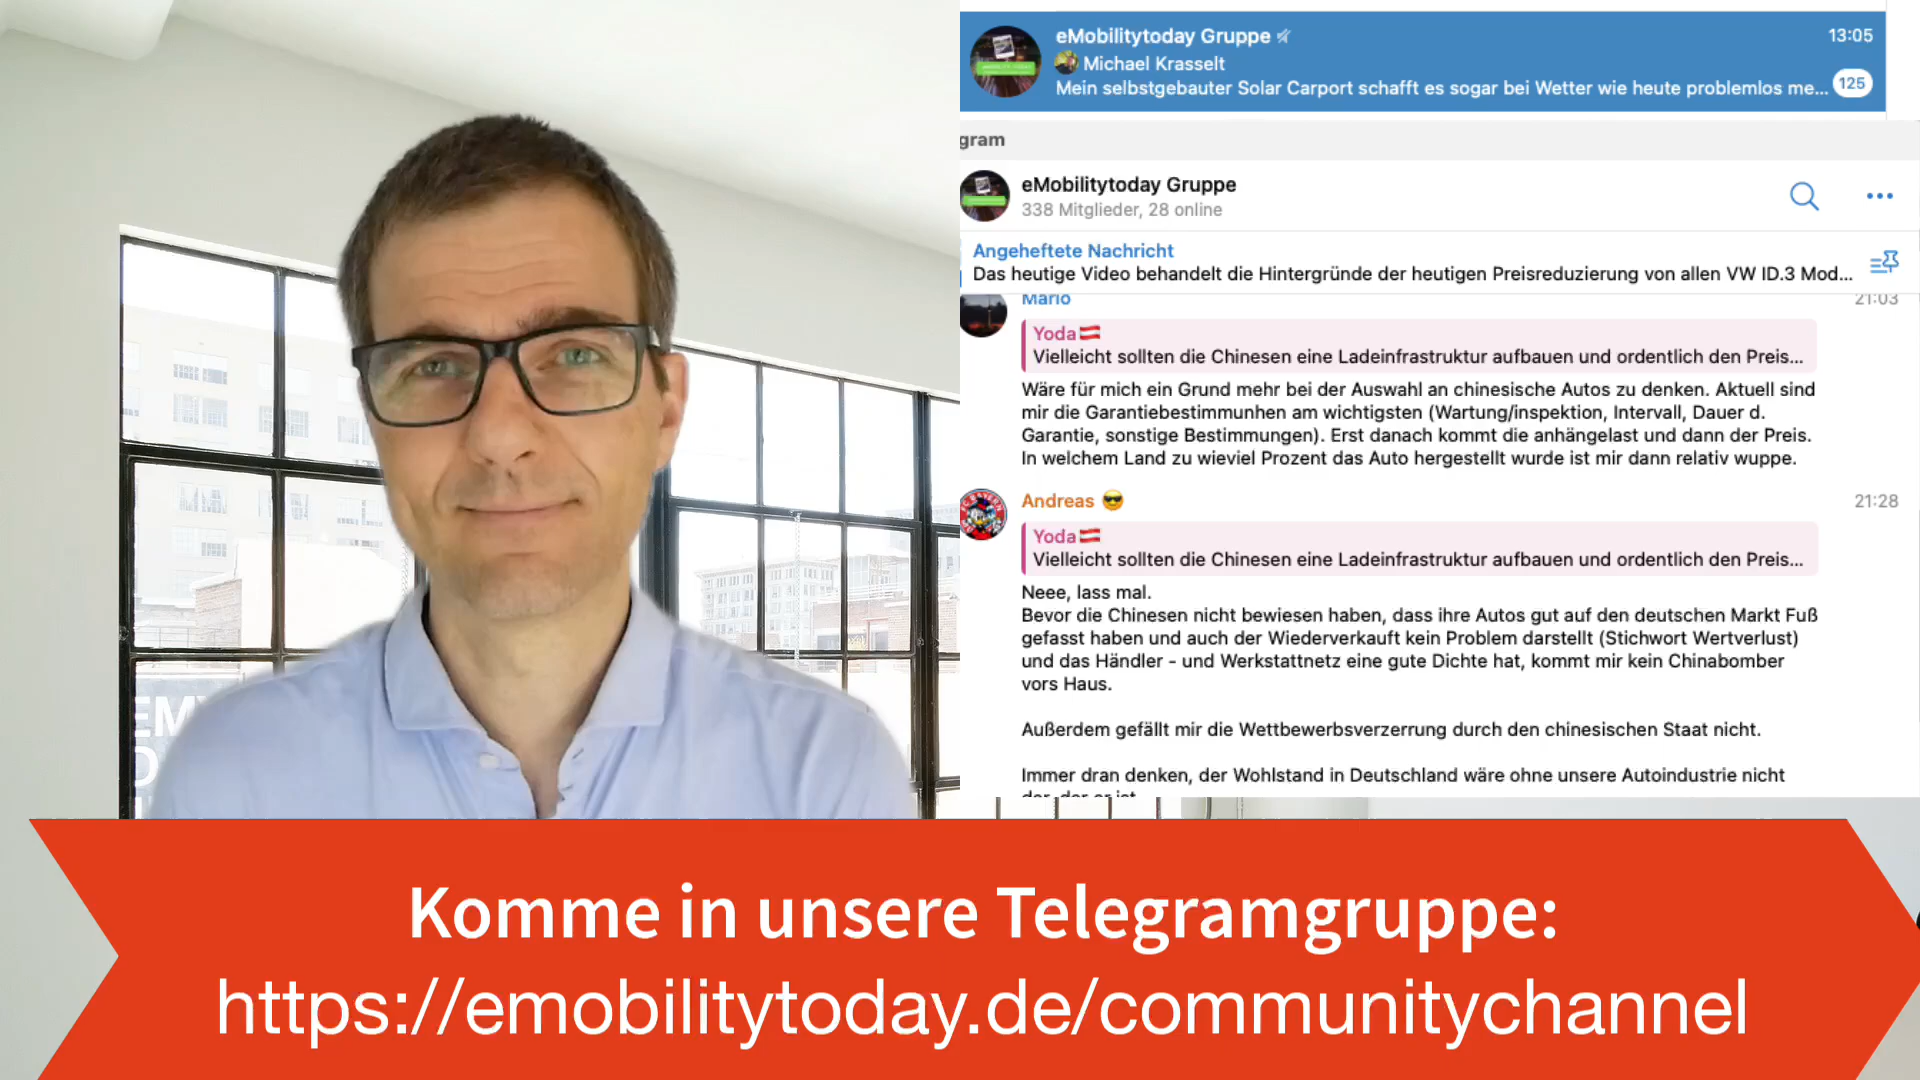 eMobilitytoday Gruppe
13:05
Michael Krasselt
Mein selbstgebauter Solar Carport schafft es sogar bei Wetter wie heute problemlos me...
125
gram
eMobilitytoday Gruppe
338 Mitglieder, 28 online
Angeheftete Nachricht
Das heutige Video behandelt die Hintergründe der heutigen Preisreduzierung von allen VW ID.3 Mod...
Mario
21:03
Yoda
Vielleicht sollten die Chinesen eine Ladeinfrastruktur aufbauen und ordentlich den Preis...
Wäre für mich ein Grund mehr bei der Auswahl an chinesische Autos zu denken. Aktuell sind
mir die Garantiebestimmunhen am wichtigsten (Wartung/inspektion, Intervall, Dauer d.
Garantie, sonstige Bestimmungen). Erst danach kommt die anhängelast und dann der Preis.
In welchem Land zu wieviel Prozent das Auto hergestellt wurde ist mir dann relativ wuppe.
Andreas 😎
21:28
Yoda
Vielleicht sollten die Chinesen eine Ladeinfrastruktur aufbauen und ordentlich den Preis...
Neee, lass mal.
Bevor die Chinesen nicht bewiesen haben, dass ihre Autos gut auf den deutschen Markt Fuß
gefasst haben und auch der Wiederverkauft kein Problem darstellt (Stichwort Wertverlust)
und das Händler - und Werkstattnetz eine gute Dichte hat, kommt mir kein Chinabomber
vors Haus.
Außerdem gefällt mir die Wettbewerbsverzerrung durch den chinesischen Staat nicht.
Immer dran denken, der Wohlstand in Deutschland wäre ohne unsere Autoindustrie nicht
Komme in unsere Telegramgruppe:
https://emobilitytoday.de/communitychannel